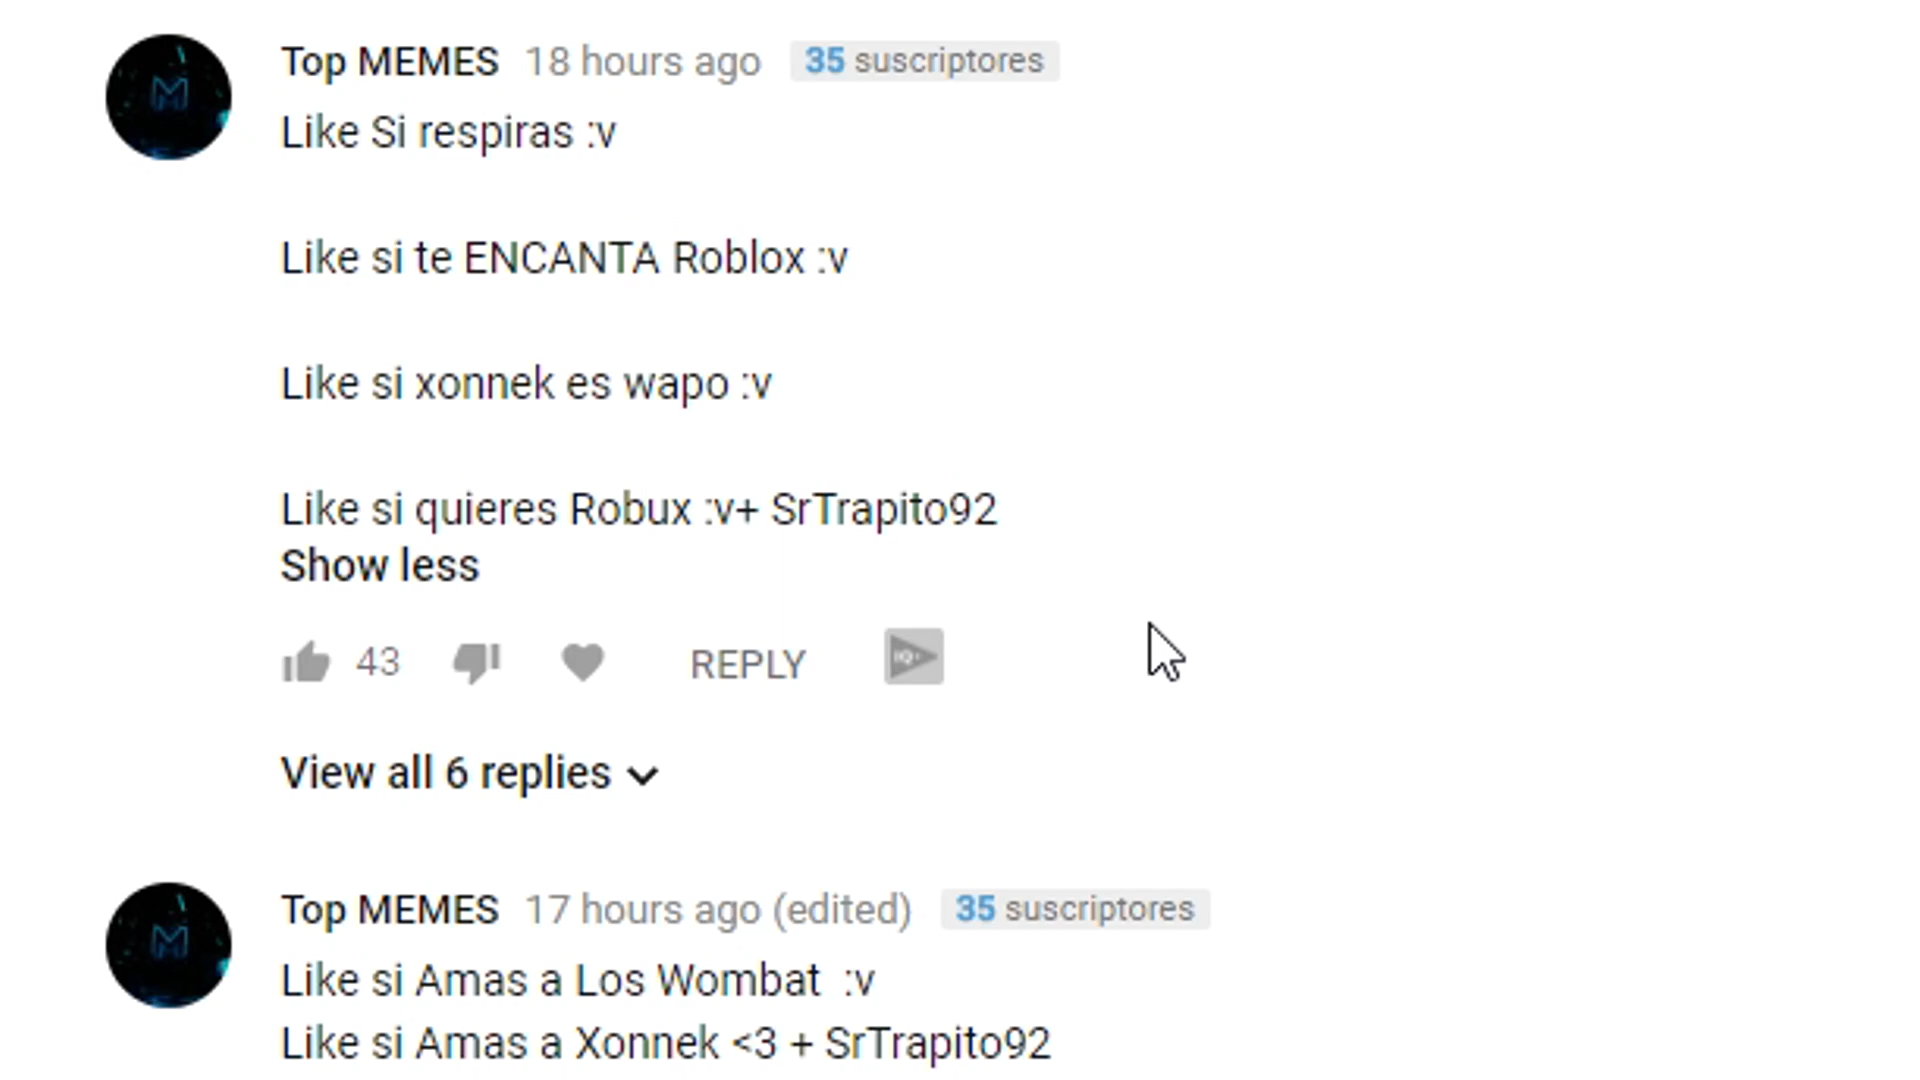 Top MEMES 18 hours ago 35 suscriptores
Like Si respiras :v
Like si te ENCANTA Roblox :v
Like si xonnek es wapo :v
Like si quieres Robux :v+ SrTrapito92
Show less
43 REPLY IQ+
View all 6 replies
Top MEMES 17 hours ago (edited) 35 suscriptores
Like si Amas a Los Wombat :v
Like si Amas a Xonnek <3 + SrTrapito92